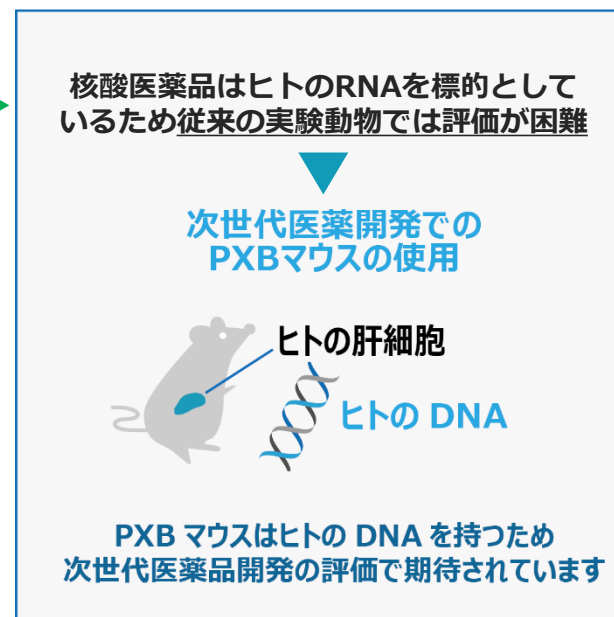 核酸医薬品はヒトのRNAを標的として
いるため従来の実験動物では評価が困難
次世代医薬開発での
PXBマウスの使用
ヒトの肝細胞
ヒトの DNA
PXB マウスはヒトの DNA を持つため
次世代医薬品開発の評価で期待されています